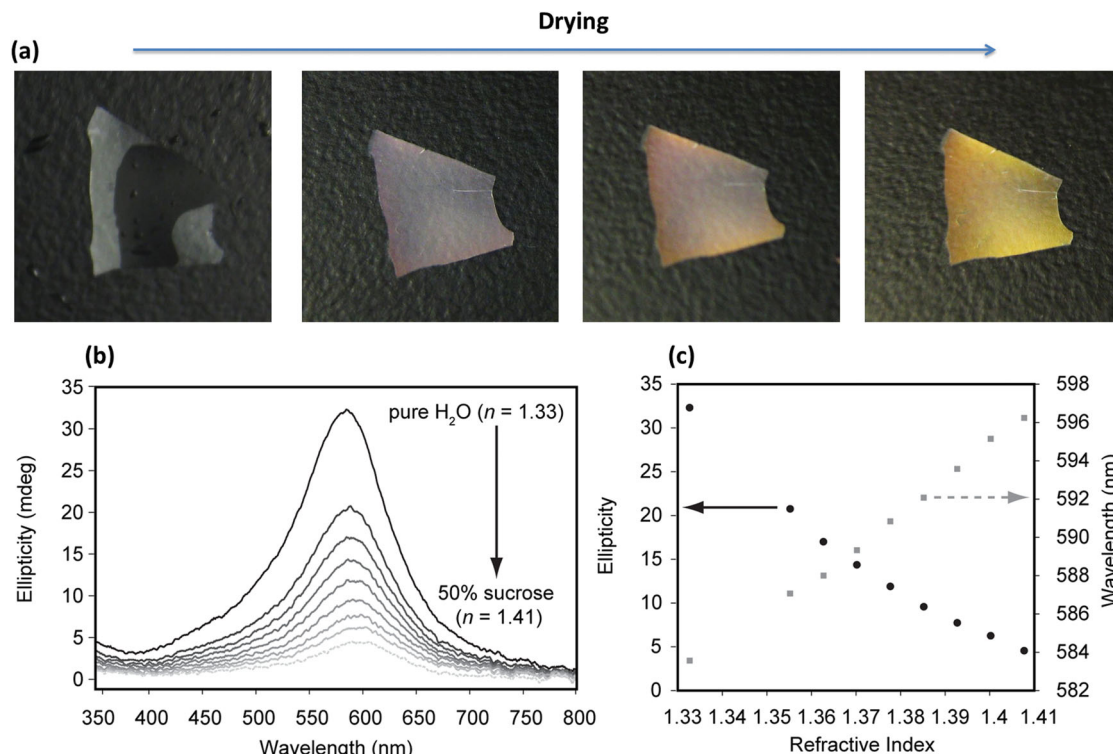 Drying
(a)
(b)
35
30
25
20
15
10
5
0
Ellipticity (mdeg)
pure H₂O (n = 1.33)
50% sucrose
(n = 1.41)
350 400 450 500 550 600 650 700 750 800
Wavelength (nm)
(c)
35
30
25
20
15
10
5
0
Ellipticity
598
596
594
592
590
588
586
584
582
Wavelength (nm)
1.33 1.34 1.35 1.36 1.37 1.38 1.39 1.4 1.41
Refractive Index